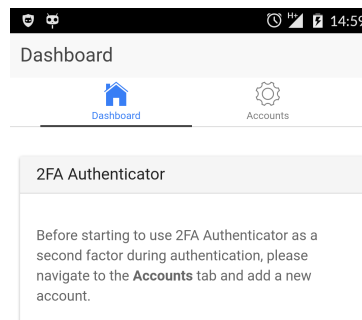 H+ 14:59
Dashboard
Dashboard Accounts
2FA Authenticator
Before starting to use 2FA Authenticator as a
second factor during authentication, please
navigate to the Accounts tab and add a new
account.